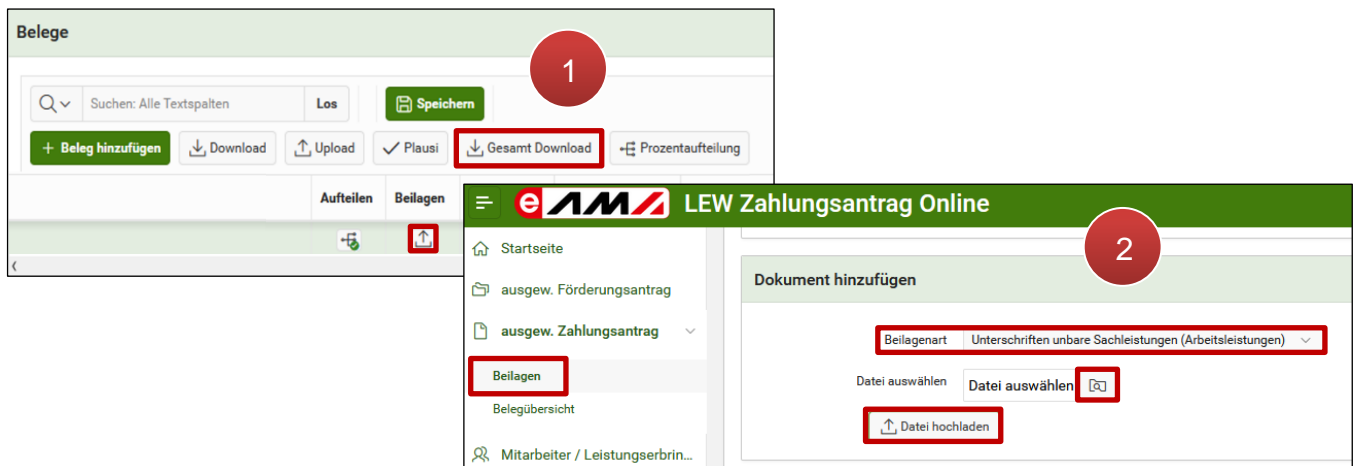 Belege
1
Suchen: Alle Textspalten Los Speichern
+ Beleg hinzufügen Download Upload Plausi Gesamt Download Prozentaufteilung
Aufteilen Beilagen
eAMA LEW Zahlungsantrag Online
2
Startseite
ausgew. Förderungsantrag
ausgew. Zahlungsantrag
Beilagen
Belegübersicht
Mitarbeiter / Leistungserbrin...
Dokument hinzufügen
Beilagenart Unterschriften unbare Sachleistungen (Arbeitsleistungen)
Datei auswählen Datei auswählen
Datei hochladen